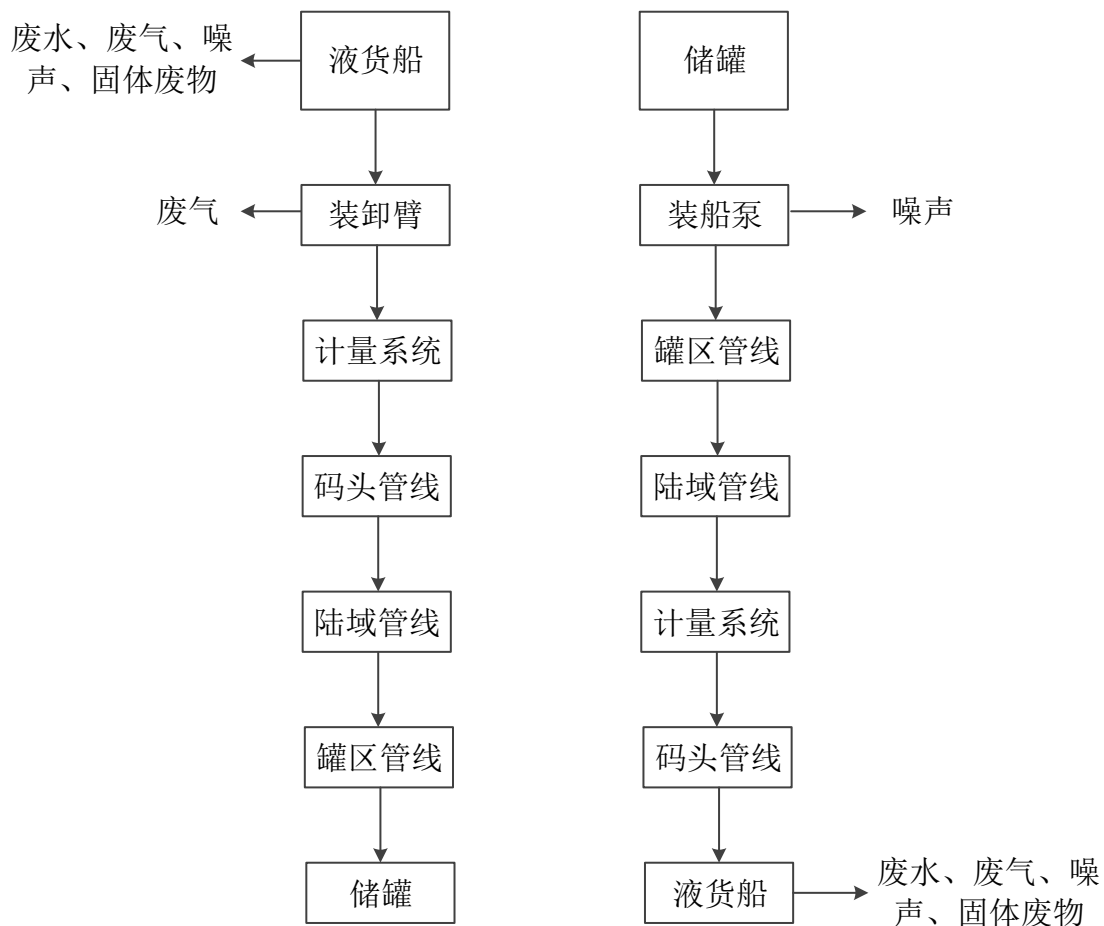 废水、废气、噪
声、固体废物
液货船
储罐
废气
装卸臂
装船泵
噪声
计量系统
罐区管线
码头管线
陆域管线
陆域管线
计量系统
罐区管线
码头管线
储罐
液货船
废水、废气、噪
声、固体废物